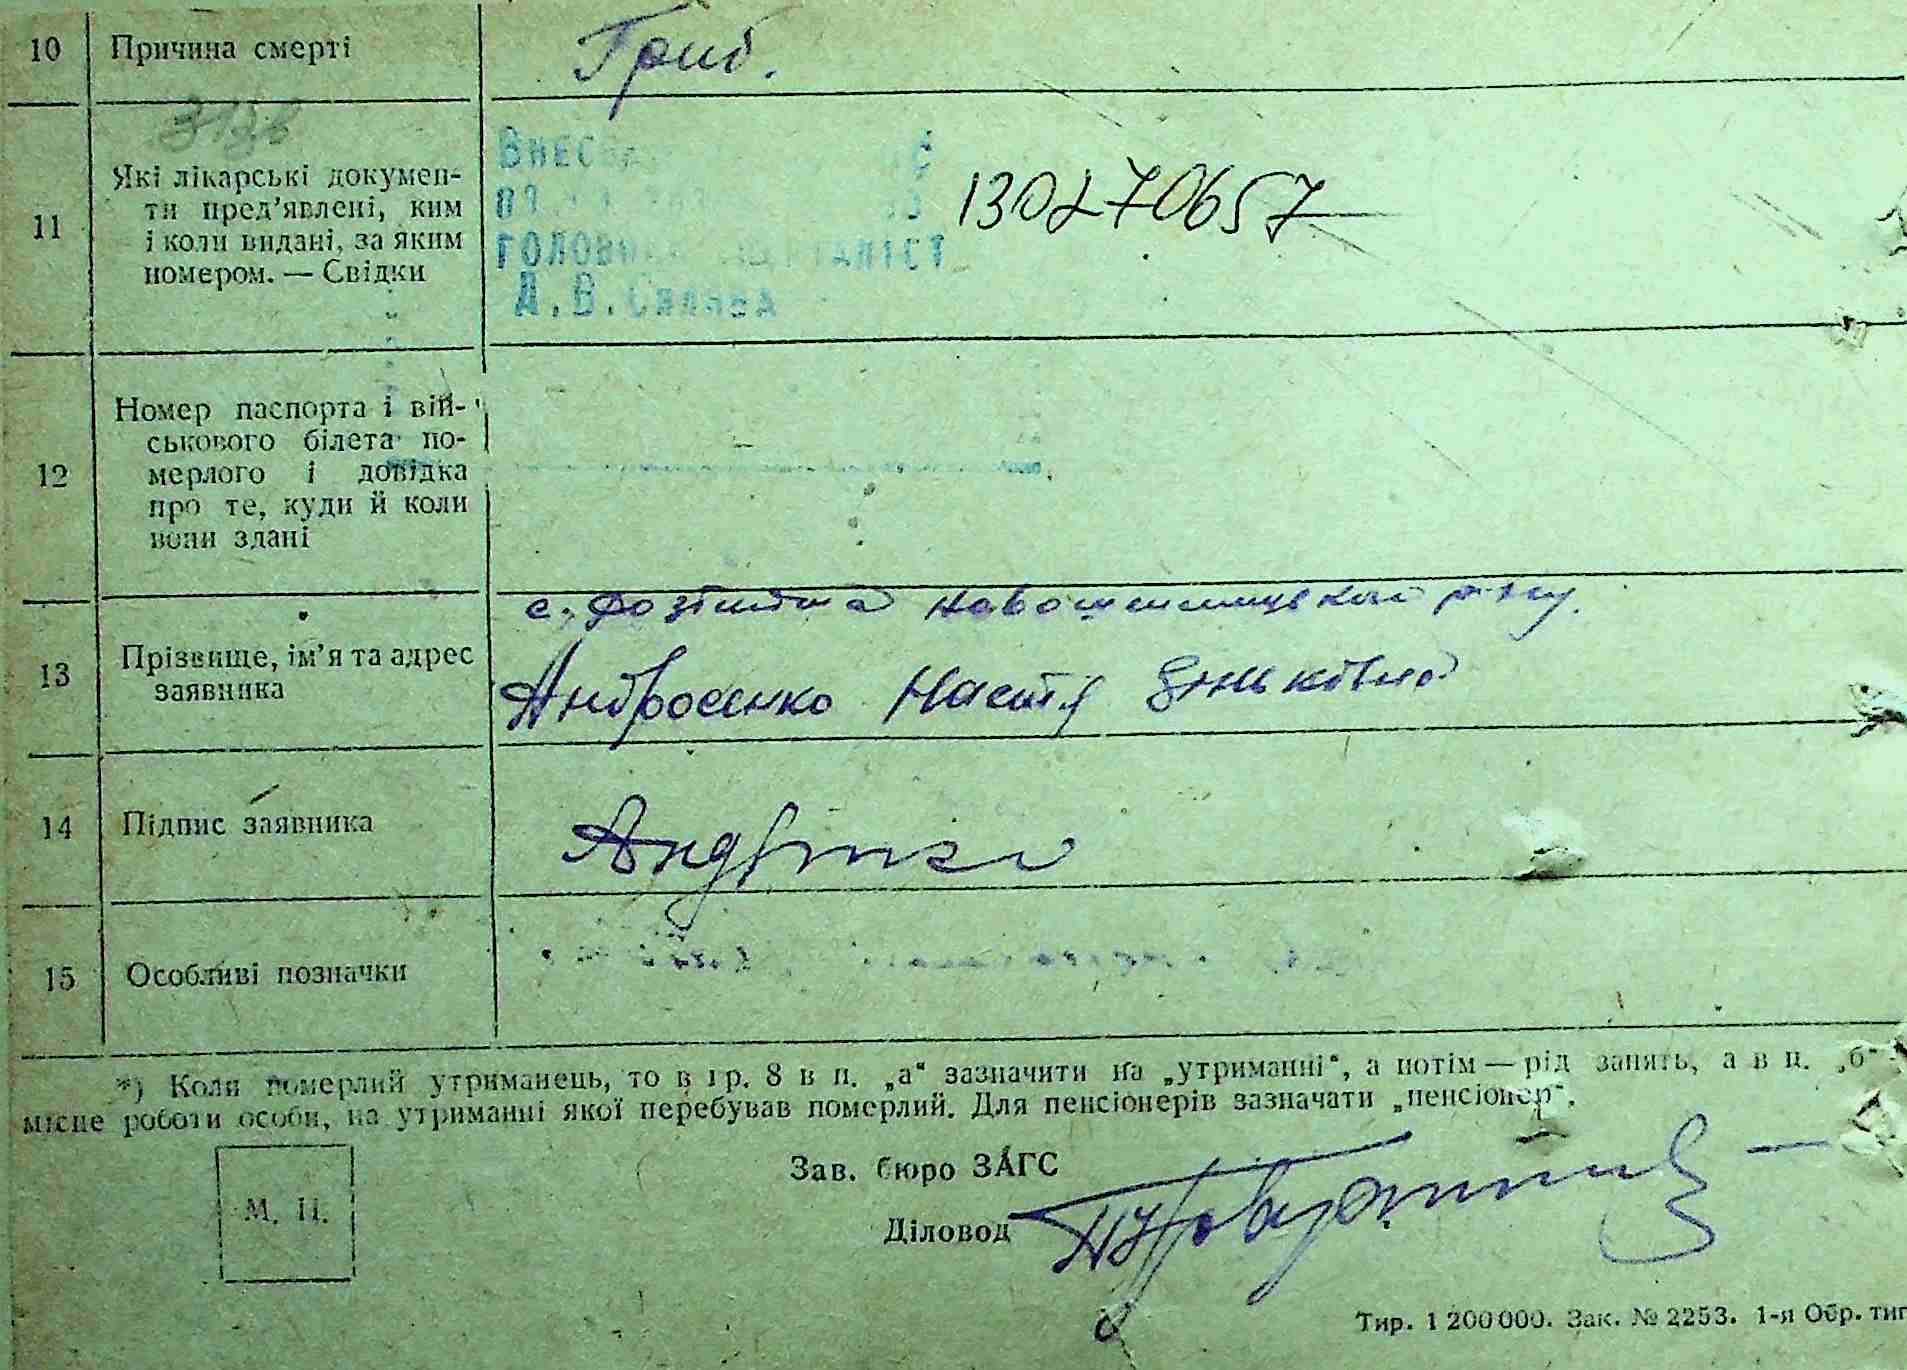 10 Причина смерті Грип.
11 Які лікарські докумен-
ти пред’явлені, ким
і коли видані, за яким
номером. — Свідки
ГОЛОВНИЙ СПЕЦІАЛІСТ
Д.В.
130270657
12 Номер паспорта і вій-
ськового білета по-
мерлого і довідка
про те, куди й коли
вони здані
с.
13 Прізвище, ім’я та адрес
заявника
Андросенко Настя
14 Підпис заявника
15 Особливі позначки
*) Коли померлий утриманець, то в гр. 8 в п. „а“ зазначити на „утриманні“, а потім — рід занять, а в п. „б“ -
місце роботи особи, на утриманні якої перебував померлий. Для пенсіонерів зазначати „пенсіонер“.
М. П.
Зав. бюро ЗАГС
Діловод
Тир. 1 200 000. Зак. № 2253. 1-я Обр. тип